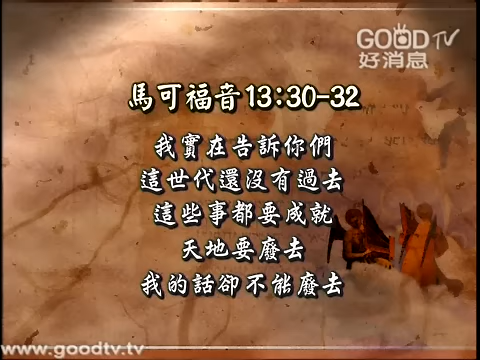 GOOD TV
好消息
馬可福音13:30-32
我實在告訴你們
這世代還沒有過去
這些事都要成就
天地要廢去
我的話卻不能廢去
www.goodtv.tv